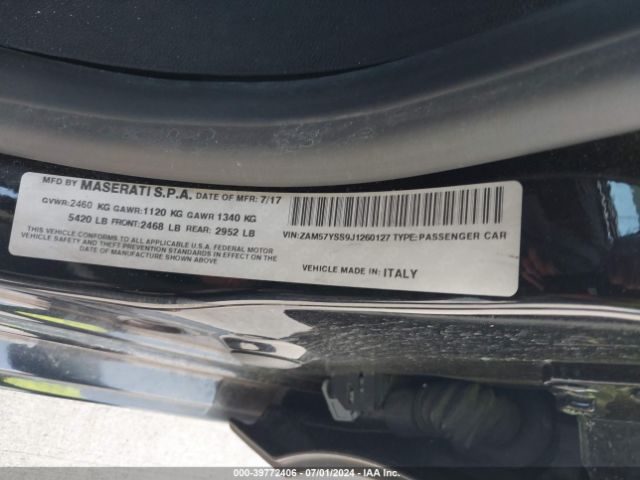 MFD BY MASERATI S.P.A. DATE OF MFR: 7/17
GVWR:2460 KG GAWR:1120 KG GAWR 1340 KG
5420 LB FRONT:2468 LB REAR: 2952 LB
THIS VEHICLE CONFORMS TO ALL APPLICABLE U.S.A. FEDERAL MOTOR
VEHICLE SAFETY, BUMPER, AND THEFT PREVENTION STANDARDS IN EFFECT
ON THE DATE OF MANUFACTURE SHOWN ABOVE.
VIN:ZAM57YSS9J1260127 TYPE:PASSENGER CAR
VEHICLE MADE IN: ITALY
000-39772406 - 07/01/2024 - IAA Inc.